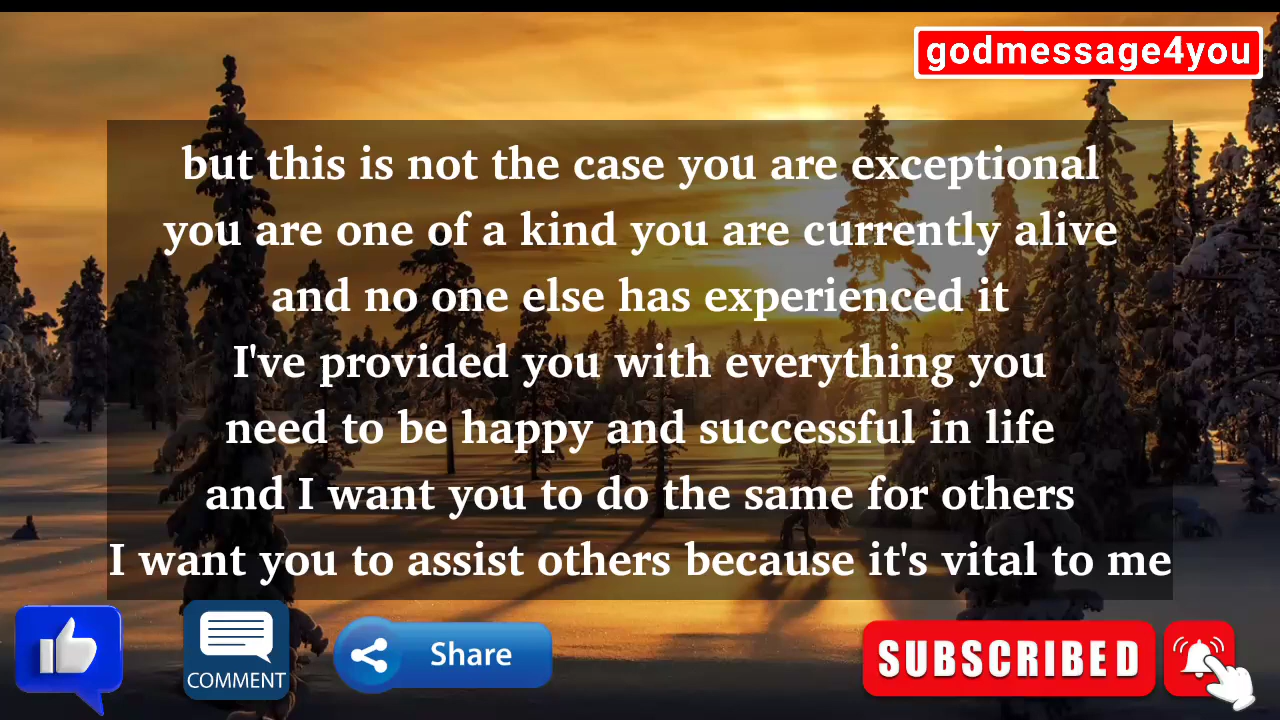 godmessage4you
but this is not the case you are exceptional
you are one of a kind you are currently alive
and no one else has experienced it
I've provided you with everything you
need to be happy and successful in life
and I want you to do the same for others
I want you to assist others because it's vital to me
COMMENT
Share
SUBSCRIBED